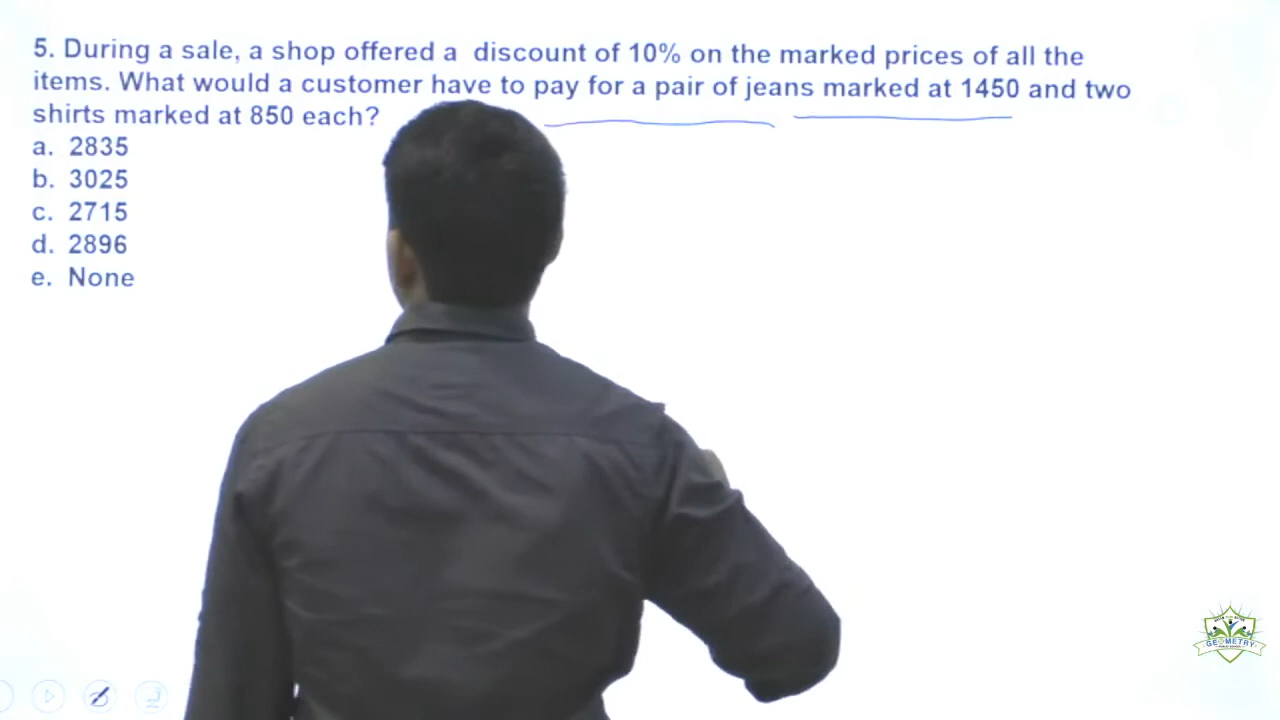 5. During a sale, a shop offered a discount of 10% on the marked prices of all the
items. What would a customer have to pay for a pair of jeans marked at 1450 and two
shirts marked at 850 each?
a. 2835
b. 3025
c. 2715
d. 2896
e. None
GEOMETRY